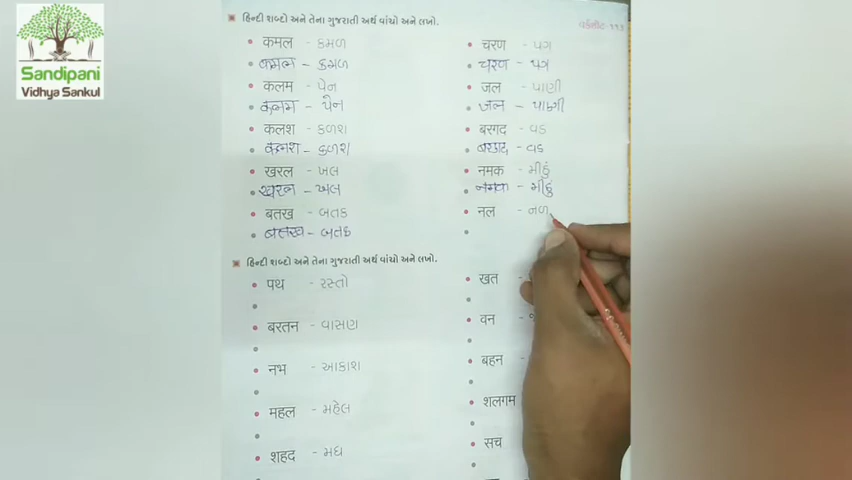 Sandipani
Vidhya Sankul
હિન્દી શબ્દો અને તેના ગુજરાતી અર્થ વાંચો અને લખો.
कमल - કમળ
कमल - કમળ
कलम - પેન
कलम - પેન
कलश - કળશ
कलश - કળશ
खरल - ખલ
खरल - ખલ
बतख - બતક
बतख - બતક
चरण - પગ
चरण - પગ
जल - પાણી
जल - પાણી
बरगद - વડ
बरगद - વડ
नमक - મીઠું
नमक - મીઠું
नल - નળ
હિન્દી શબ્દો અને તેના ગુજરાતી અર્થ વાંચો અને લખો.
पथ - રસ્તો
बरतन - વાસણ
नभ - આકાશ
महल - મહેલ
शहद - મધ
खत -
वन -
बहन -
शलगम
सच